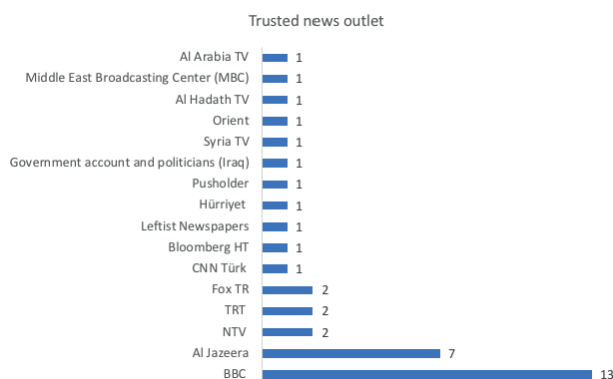 Trusted news outlet
Al Arabia TV 1
Middle East Broadcasting Center (MBC) 1
Al Hadath TV 1
Orient 1
Syria TV 1
Government account and politicians (Iraq) 1
Pusholder 1
Hürriyet 1
Leftist Newspapers 1
Bloomberg HT 1
CNN Türk 1
Fox TR 2
TRT 2
NTV 2
Al Jazeera 7
BBC 13